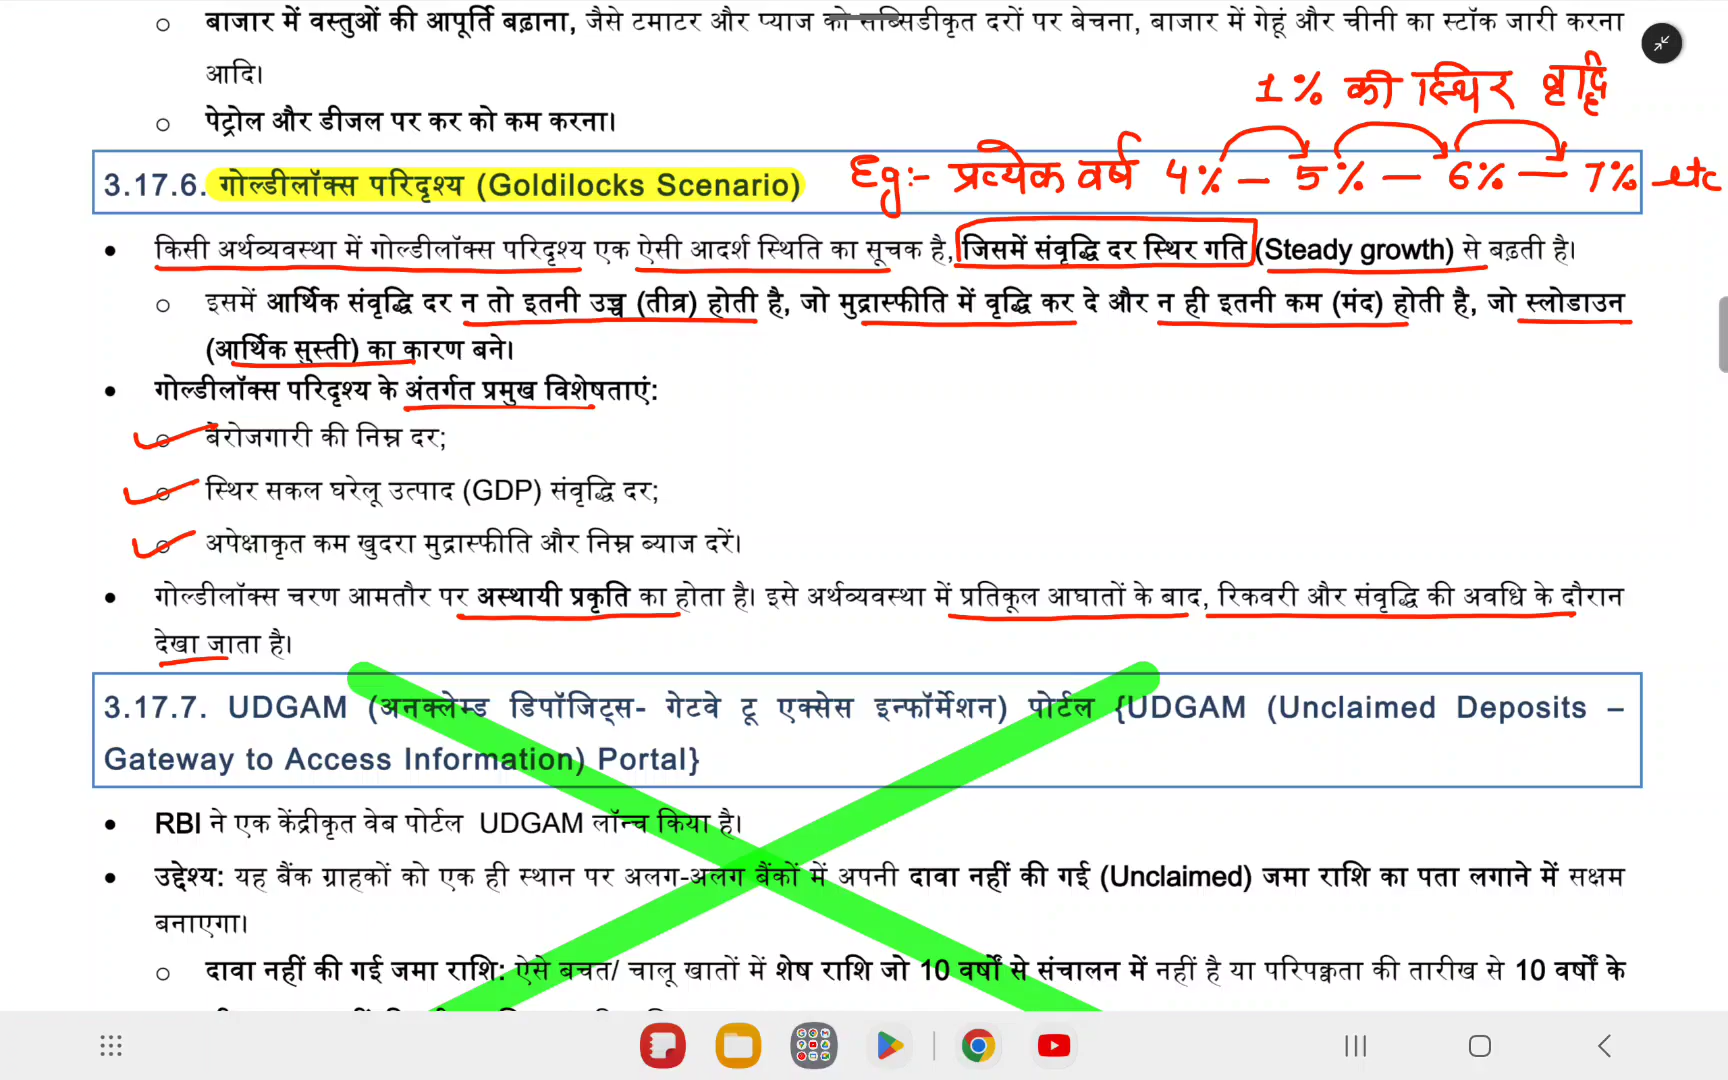 ○ बाजार में वस्तुओं की आपूर्ति बढ़ाना, जैसे टमाटर और प्याज को सब्सिडीकृत दरों पर बेचना, बाजार में गेहूं और चीनी का स्टॉक जारी करना
आदि।
1% की स्थिर वृद्धि
○ पेट्रोल और डीजल पर कर को कम करना।
3.17.6. गोल्डीलॉक्स परिदृश्य (Goldilocks Scenario)
Eg:- प्रत्येक वर्ष 4% – 5% – 6% – 7% etc
• किसी अर्थव्यवस्था में गोल्डीलॉक्स परिदृश्य एक ऐसी आदर्श स्थिति का सूचक है, जिसमें संवृद्धि दर स्थिर गति (Steady growth) से बढ़ती है।
○ इसमें आर्थिक संवृद्धि दर न तो इतनी उच्च (तीव्र) होती है, जो मुद्रास्फीति में वृद्धि कर दे और न ही इतनी कम (मंद) होती है, जो स्लोडाउन
(आर्थिक सुस्ती) का कारण बने।
• गोल्डीलॉक्स परिदृश्य के अंतर्गत प्रमुख विशेषताएं:
○ बेरोजगारी की निम्न दर;
○ स्थिर सकल घरेलू उत्पाद (GDP) संवृद्धि दर;
○ अपेक्षाकृत कम खुदरा मुद्रास्फीति और निम्न ब्याज दरें।
• गोल्डीलॉक्स चरण आमतौर पर अस्थायी प्रकृति का होता है। इसे अर्थव्यवस्था में प्रतिकूल आघातों के बाद, रिकवरी और संवृद्धि की अवधि के दौरान
देखा जाता है।
3.17.7. UDGAM (अनक्लेम्ड डिपॉजिट्स- गेटवे टू एक्सेस इन्फॉर्मेशन) पोर्टल {UDGAM (Unclaimed Deposits –
Gateway to Access Information) Portal}
• RBI ने एक केंद्रीकृत वेब पोर्टल UDGAM लॉन्च किया है।
• उद्देश्य: यह बैंक ग्राहकों को एक ही स्थान पर अलग-अलग बैंकों में अपनी दावा नहीं की गई (Unclaimed) जमा राशि का पता लगाने में सक्षम
बनाएगा।
○ दावा नहीं की गई जमा राशि: ऐसे बचत/ चालू खातों में शेष राशि जो 10 वर्षों से संचालन में नहीं है या परिपक्वता की तारीख से 10 वर्षों के